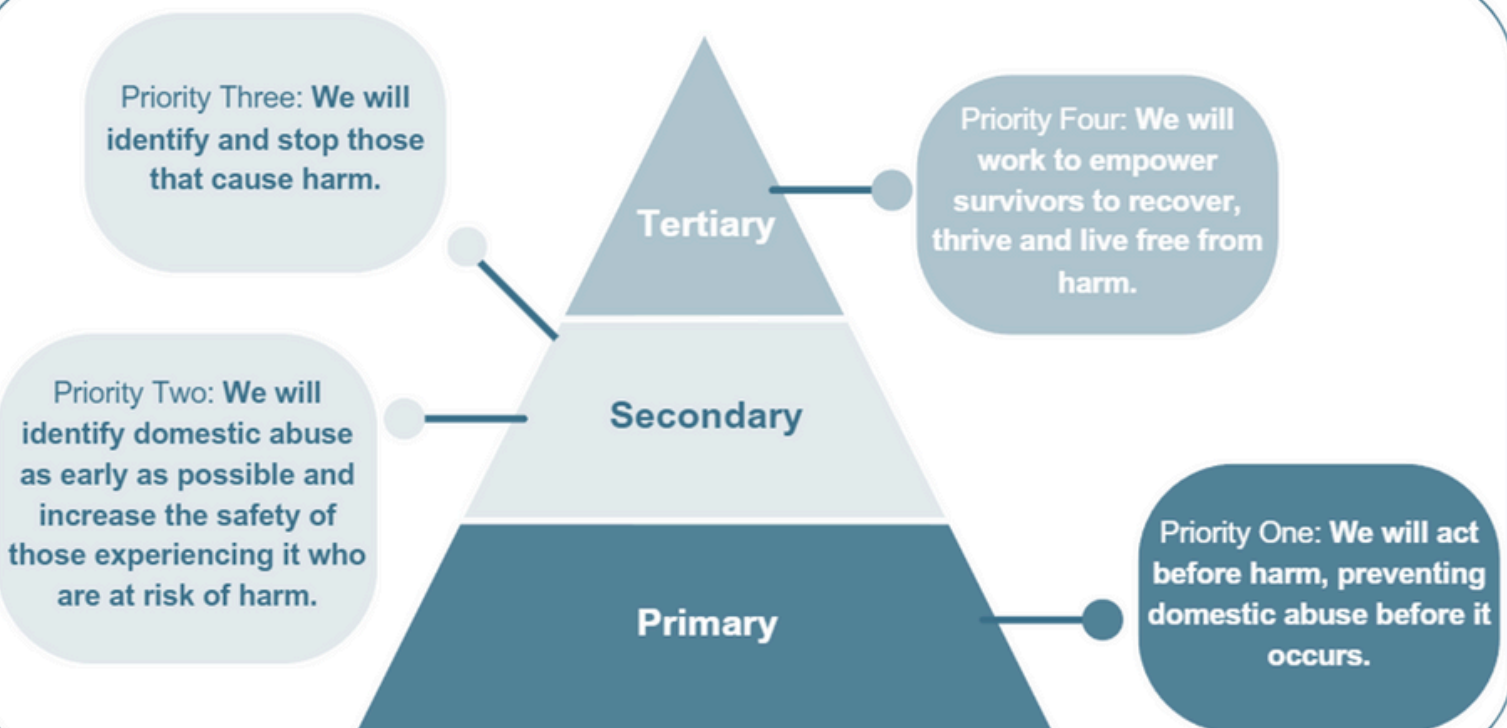 Priority Three: We will
identify and stop those
that cause harm.
Priority Four: We will
work to empower
survivors to recover,
thrive and live free from
harm.
Tertiary
Priority Two: We will
identify domestic abuse
as early as possible and
increase the safety of
those experiencing it who
are at risk of harm.
Secondary
Priority One: We will act
before harm, preventing
domestic abuse before it
occurs.
Primary